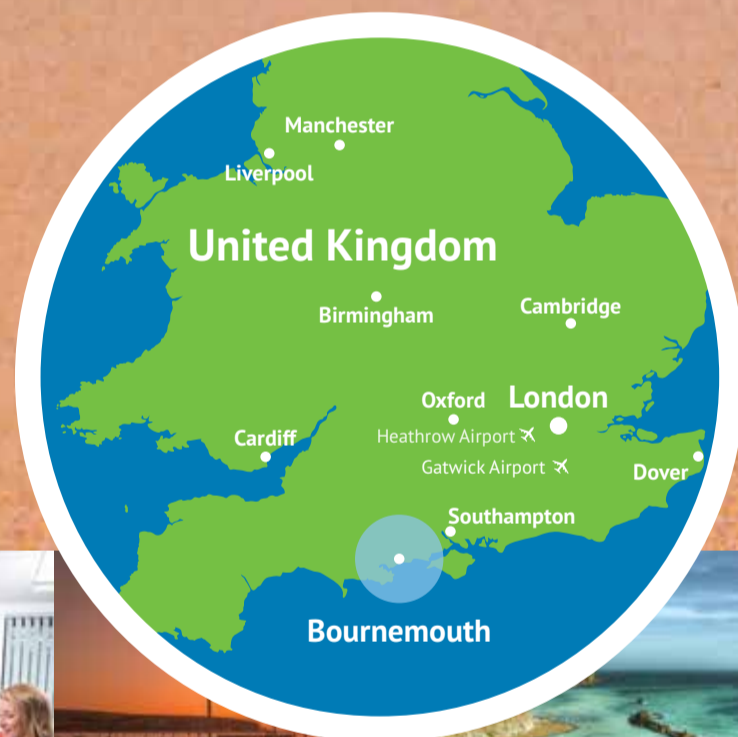 Manchester
Liverpool
United Kingdom
Birmingham
Cambridge
Oxford
London
Heathrow Airport
Cardiff
Gatwick Airport
Dover
Southampton
Bournemouth